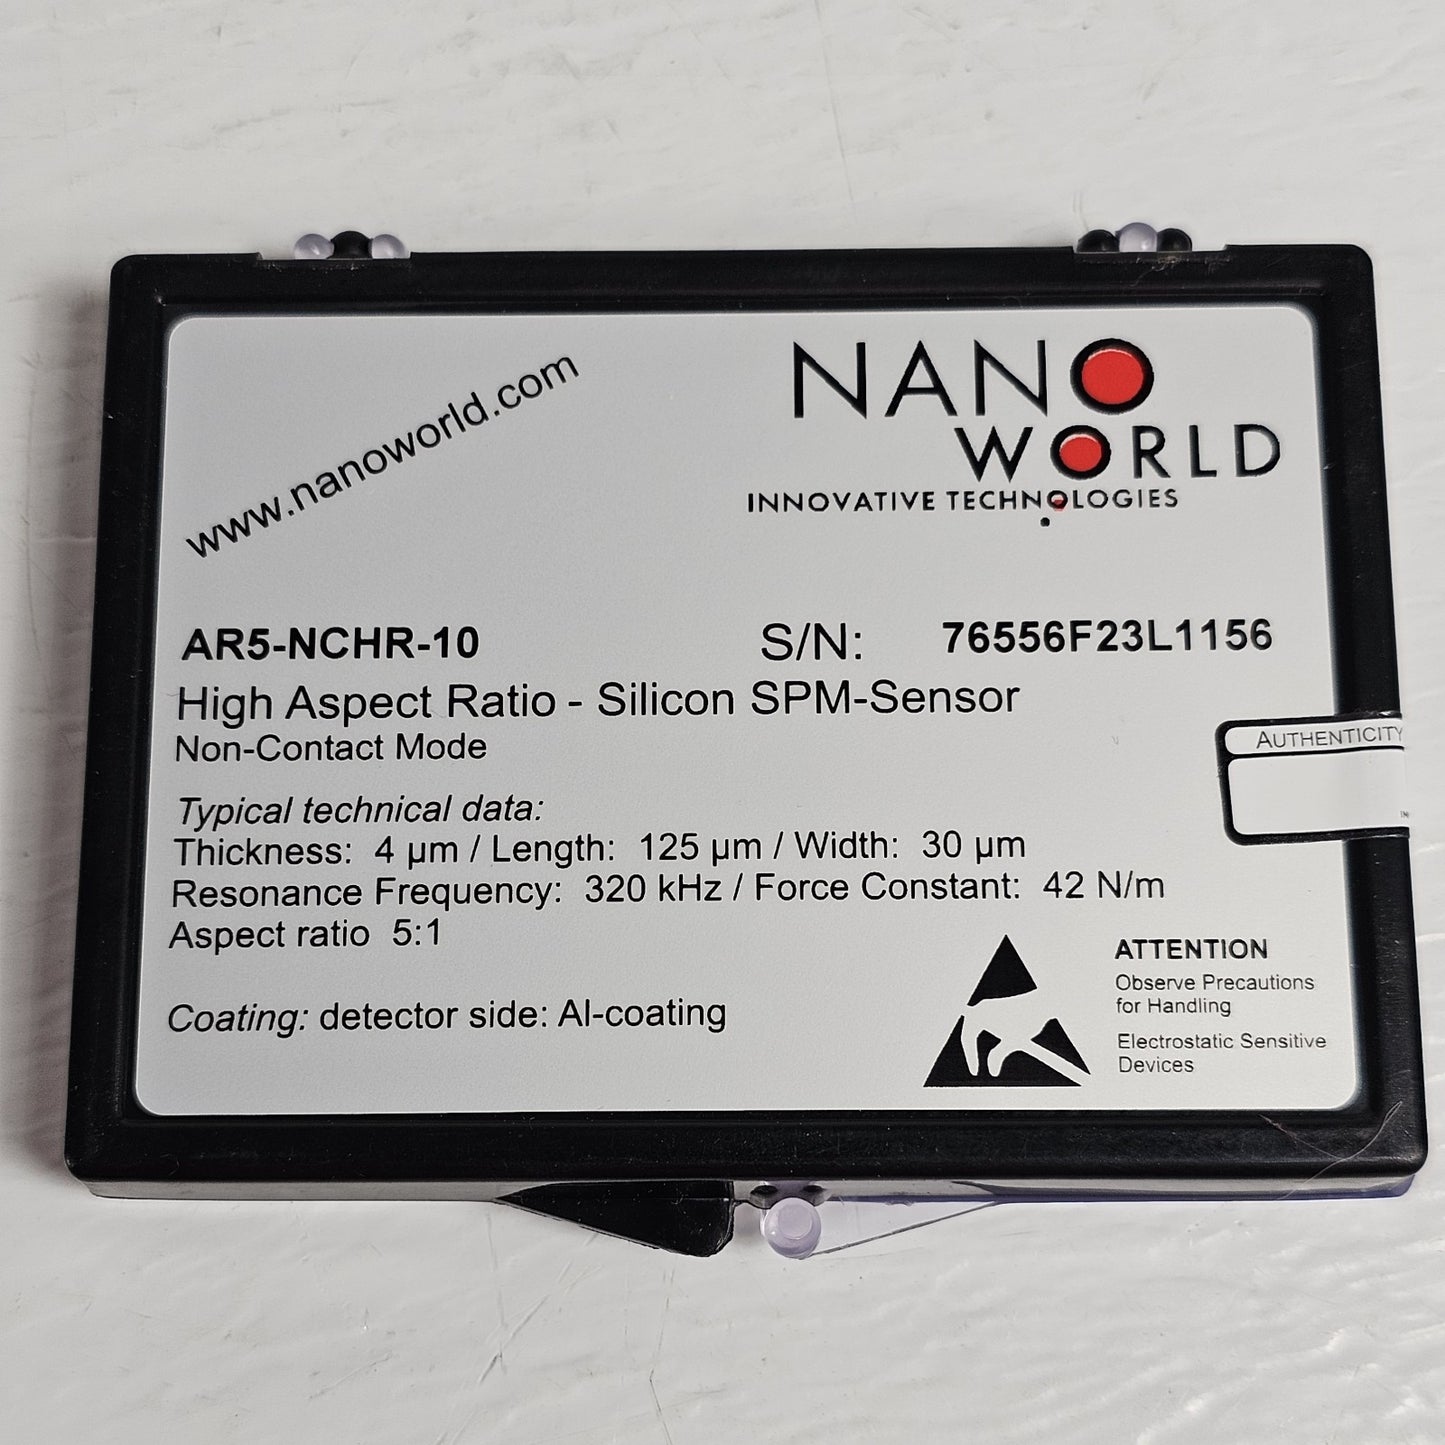 www.nanoworld.com
NANO
WORLD
INNOVATIVE TECHNOLOGIES
AR5-NCHR-10 S/N: 76556F23L1156
High Aspect Ratio - Silicon SPM-Sensor
Non-Contact Mode
AUTHENTICITY
Typical technical data:
Thickness: 4 µm / Length: 125 µm / Width: 30 µm
Resonance Frequency: 320 kHz / Force Constant: 42 N/m
Aspect ratio 5:1
Coating: detector side: Al-coating
ATTENTION
Observe Precautions
for Handling
Electrostatic Sensitive
Devices